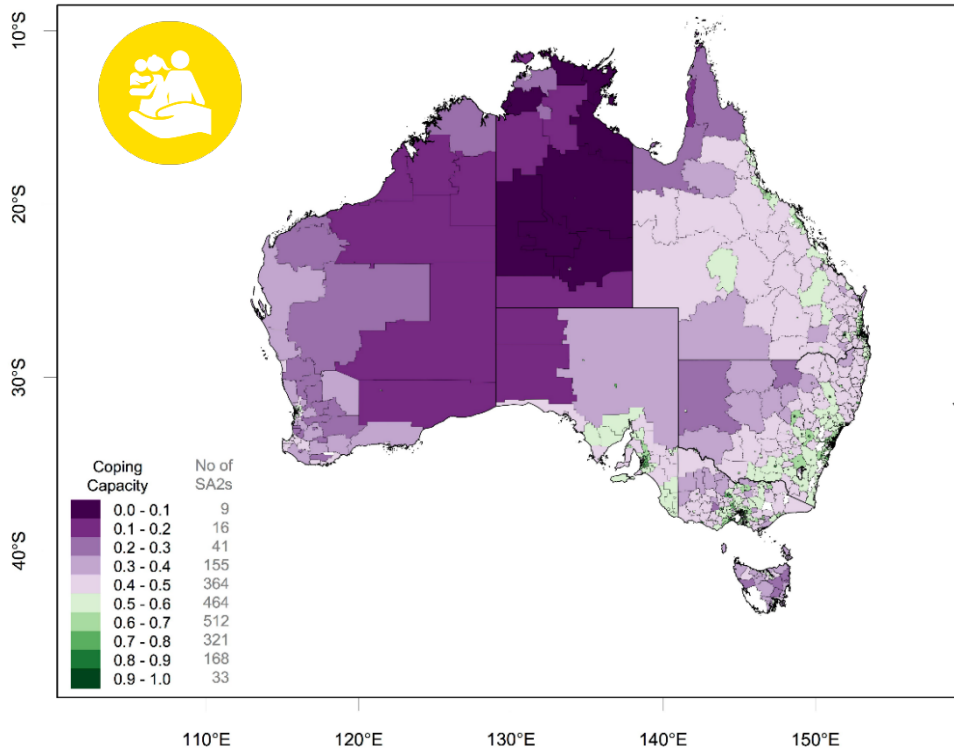 10°S
20°S
30°S
40°S
Coping Capacity No of SA2s
0.0 - 0.1 9
0.1 - 0.2 16
0.2 - 0.3 41
0.3 - 0.4 155
0.4 - 0.5 364
0.5 - 0.6 464
0.6 - 0.7 512
0.7 - 0.8 321
0.8 - 0.9 168
0.9 - 1.0 33
110°E 120°E 130°E 140°E 150°E